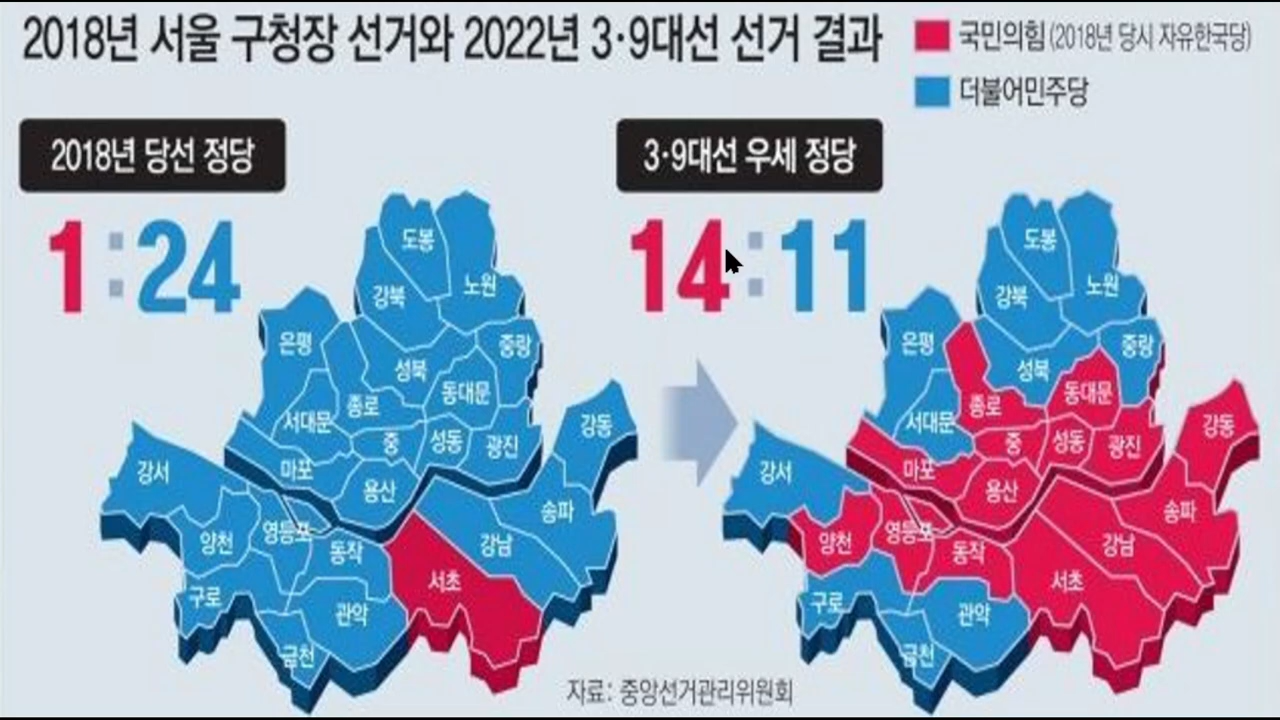 2018년 서울 구청장 선거와 2022년 3·9대선 선거 결과
국민의힘(2018년 당시 자유한국당)
더불어민주당
2018년 당선 정당
1:24
도봉
강북
노원
은평
성북
중랑
종로
동대문
서대문
중
성동
광진
강동
마포
강서
용산
송파
양천
영등포
동작
강남
서초
구로
관악
금천
3·9대선 우세 정당
14:11
도봉
강북
노원
은평
성북
중랑
종로
동대문
서대문
중
성동
광진
강동
마포
강서
용산
송파
양천
영등포
동작
강남
서초
구로
관악
금천
자료: 중앙선거관리위원회